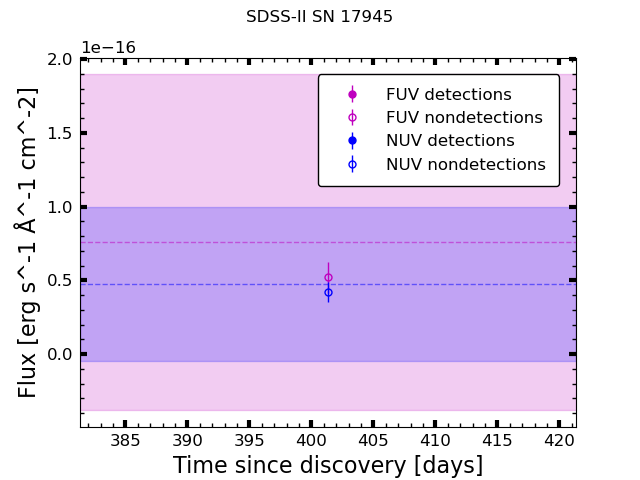 SDSS-II SN 17945
1e−16
2.0
1.5
1.0
0.5
0.0
Flux [erg s^-1 Å^-1 cm^-2]
FUV detections
FUV nondetections
NUV detections
NUV nondetections
385 390 395 400 405 410 415 420
Time since discovery [days]